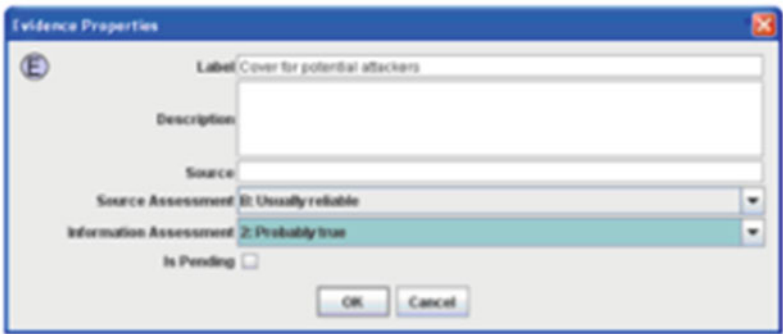 Evidence Properties
E
Label Cover for potential attackers
Description
Source
Source Assessment B: Usually reliable
Information Assessment 2: Probably true
Is Pending
OK Cancel